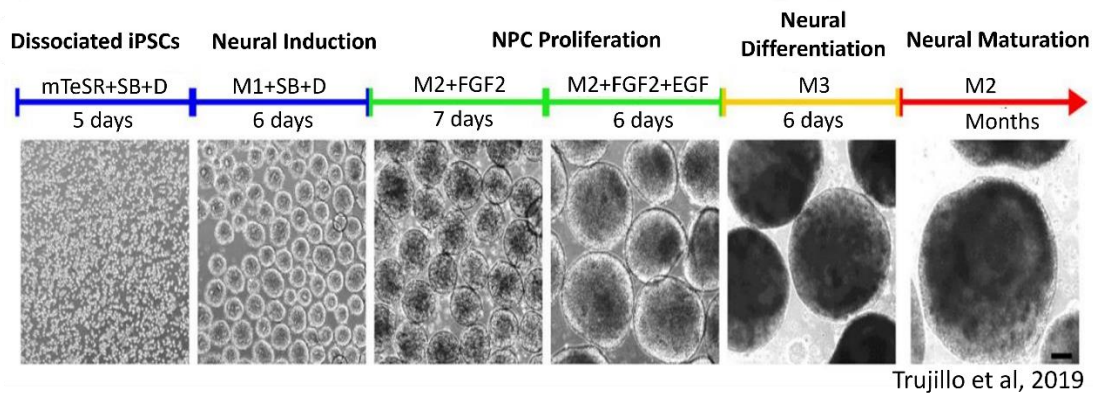 Dissociated iPSCs
Neural Induction
NPC Proliferation
Neural
Differentiation
Neural Maturation
mTeSR+SB+D
M1+SB+D
M2+FGF2
M2+FGF2+EGF
M3
M2
5 days
6 days
7 days
6 days
6 days
Months
Trujillo et al, 2019